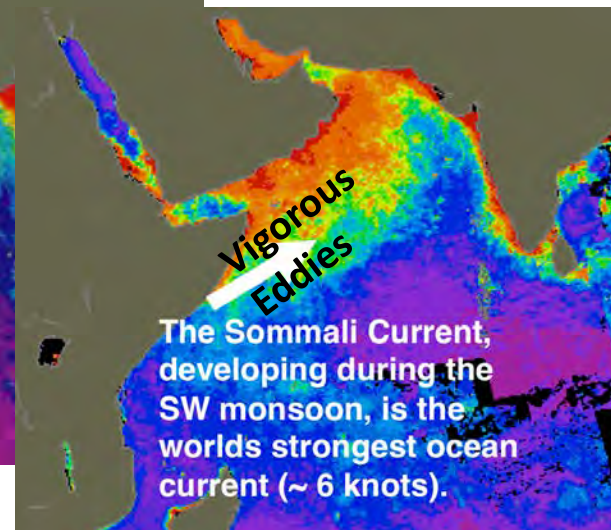 Vigorous
Eddies
The Sommali Current,
developing during the
SW monsoon, is the
worlds strongest ocean
current (~ 6 knots).